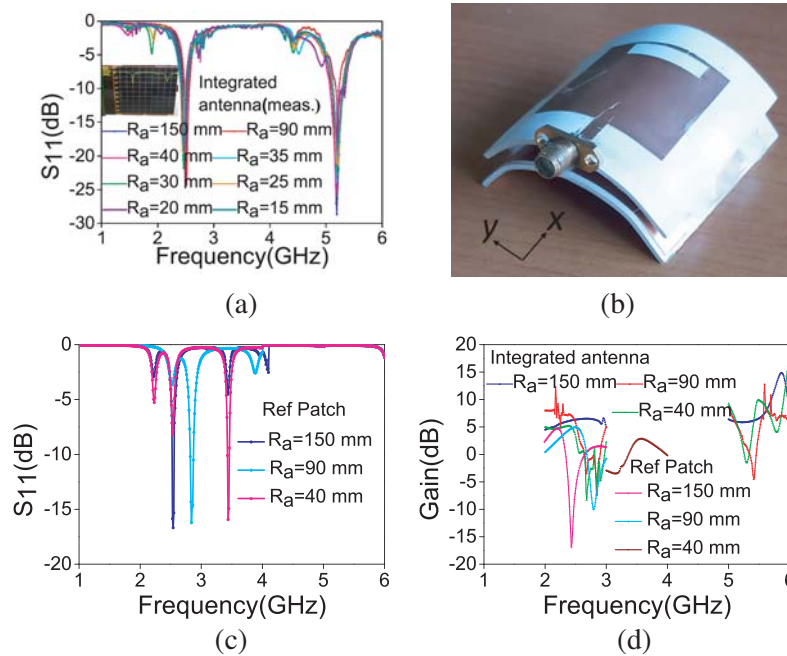 0
-5
-10
-15
-20
-25
-30
S11(dB)
Integrated
antenna(meas.)
Ra=150 mm Ra=90 mm
Ra=40 mm Ra=35 mm
Ra=30 mm Ra=25 mm
Ra=20 mm Ra=15 mm
1 2 3 4 5 6
Frequency(GHz)
(a)
y x
(b)
0
-5
-10
-15
-20
S11(dB)
Ref Patch
Ra=150 mm
Ra=90 mm
Ra=40 mm
1 2 3 4 5 6
Frequency(GHz)
(c)
20
15
10
5
0
-5
-10
-15
-20
Gain(dB)
Integrated antenna
Ra=150 mm Ra=90 mm
Ra=40 mm
Ref Patch
Ra=150 mm
Ra=90 mm
Ra=40 mm
1 2 3 4 5 6
Frequency(GHz)
(d)